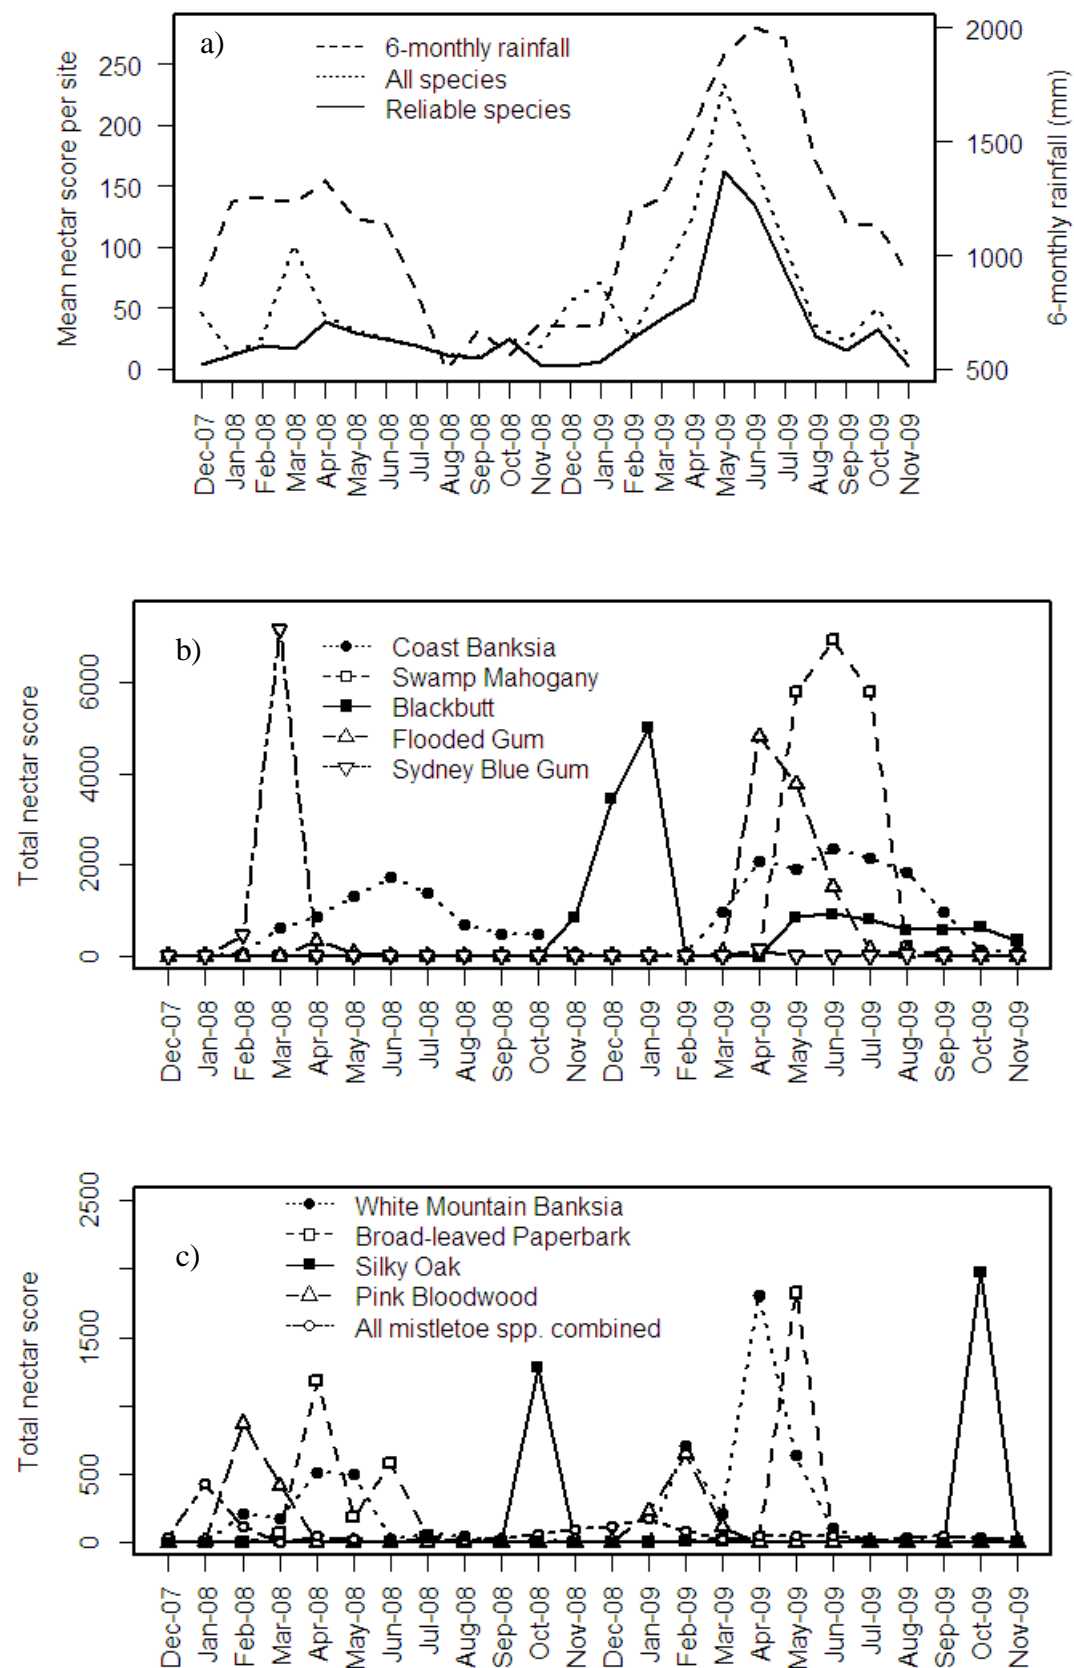 a)
6-monthly rainfall
All species
Reliable species
Mean nectar score per site
250
200
150
100
50
0
6-monthly rainfall (mm)
2000
1500
1000
500
Dec-07
Jan-08
Feb-08
Mar-08
Apr-08
May-08
Jun-08
Jul-08
Aug-08
Sep-08
Oct-08
Nov-08
Dec-08
Jan-09
Feb-09
Mar-09
Apr-09
May-09
Jun-09
Jul-09
Aug-09
Sep-09
Oct-09
Nov-09
b)
Coast Banksia
Swamp Mahogany
Blackbutt
Flooded Gum
Sydney Blue Gum
Total nectar score
6000
4000
2000
0
Dec-07
Jan-08
Feb-08
Mar-08
Apr-08
May-08
Jun-08
Jul-08
Aug-08
Sep-08
Oct-08
Nov-08
Dec-08
Jan-09
Feb-09
Mar-09
Apr-09
May-09
Jun-09
Jul-09
Aug-09
Sep-09
Oct-09
Nov-09
c)
White Mountain Banksia
Broad-leaved Paperbark
Silky Oak
Pink Bloodwood
All mistletoe spp. combined
Total nectar score
2500
1500
500
0
Dec-07
Jan-08
Feb-08
Mar-08
Apr-08
May-08
Jun-08
Jul-08
Aug-08
Sep-08
Oct-08
Nov-08
Dec-08
Jan-09
Feb-09
Mar-09
Apr-09
May-09
Jun-09
Jul-09
Aug-09
Sep-09
Oct-09
Nov-09